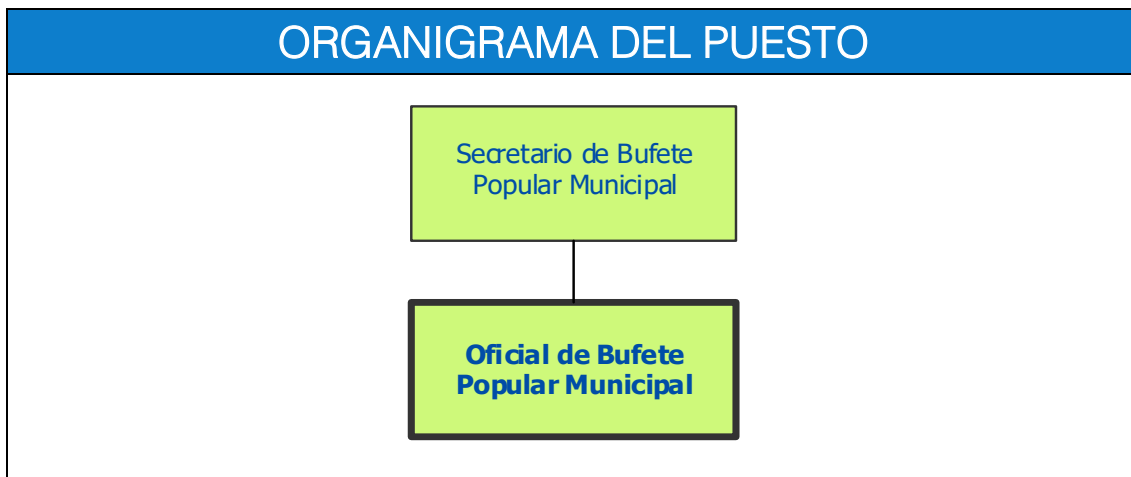 ORGANIGRAMA DEL PUESTO
Secretario de Bufete
Popular Municipal
Oficial de Bufete
Popular Municipal